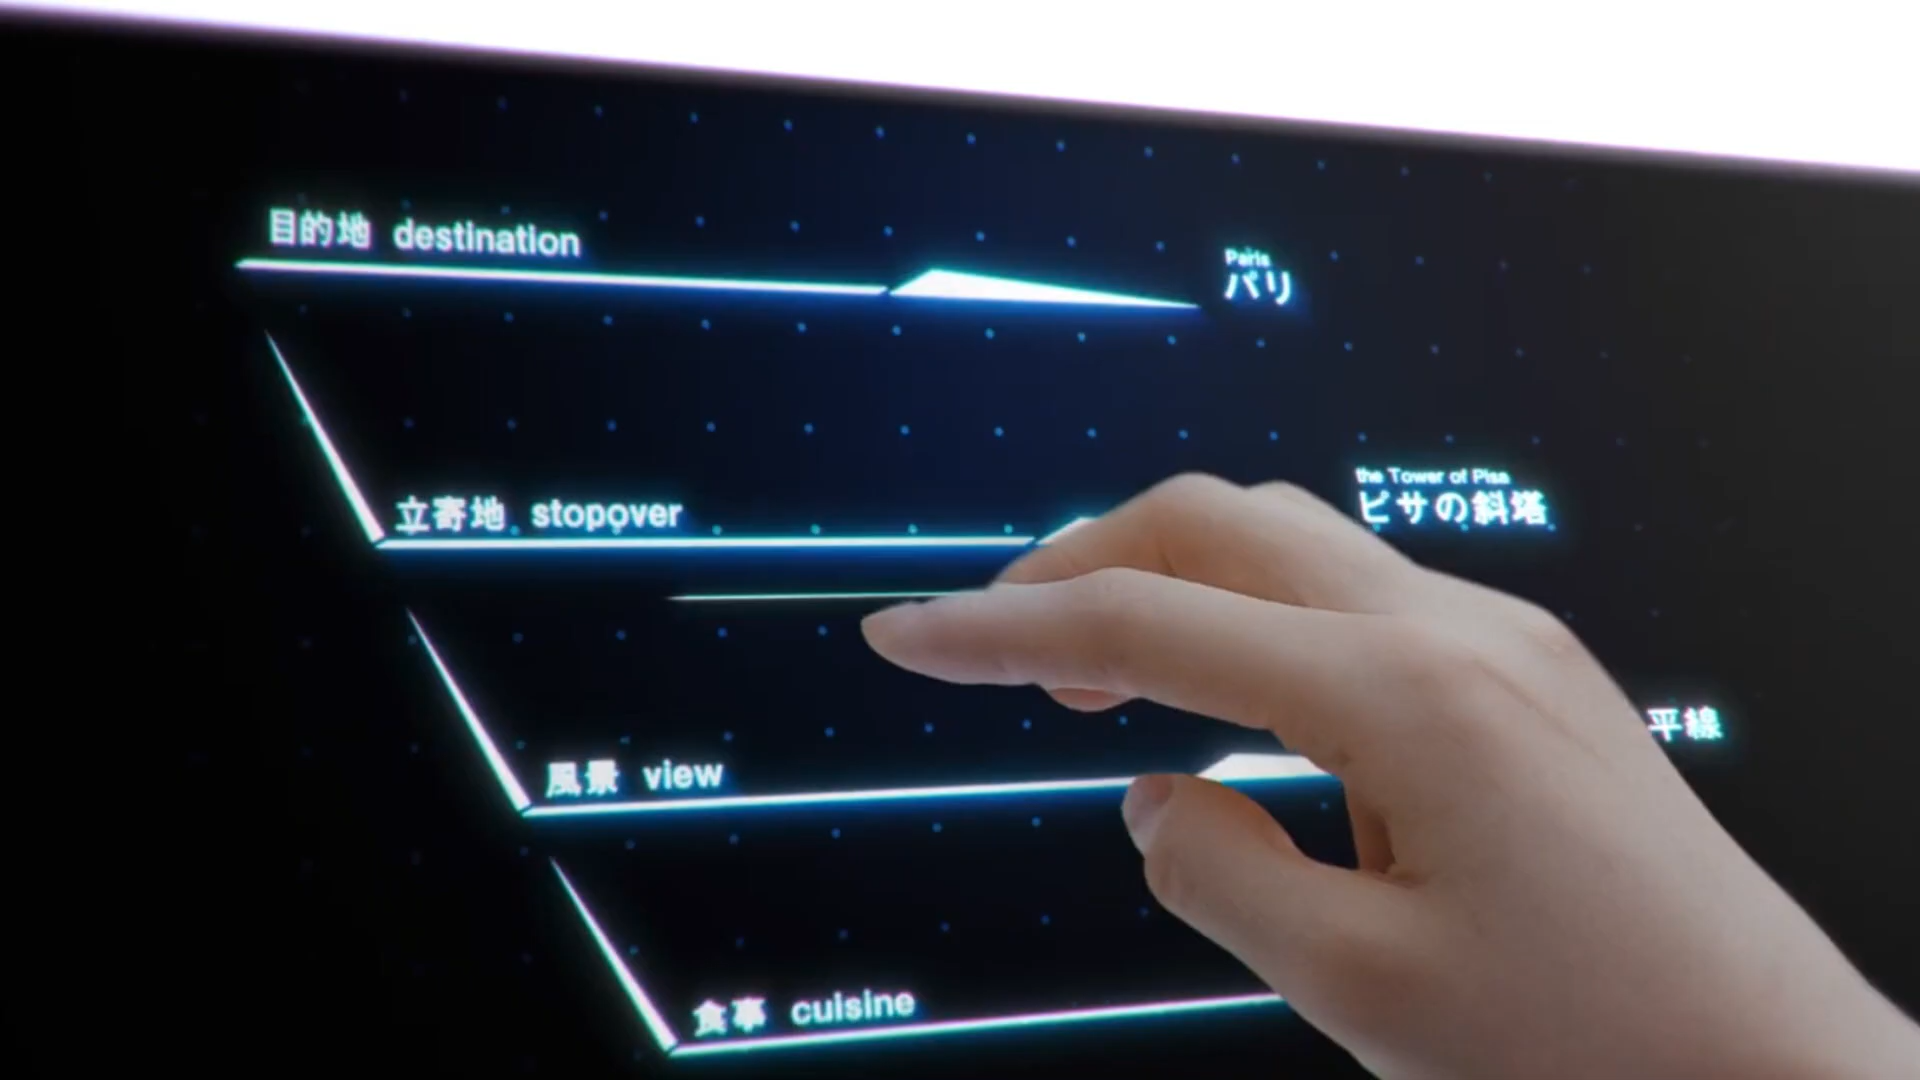 目的地 destination
Paris
パリ
立寄地 stopover
the Tower of Pisa
ピサの斜塔
風景 view
平線
食事 cuisine